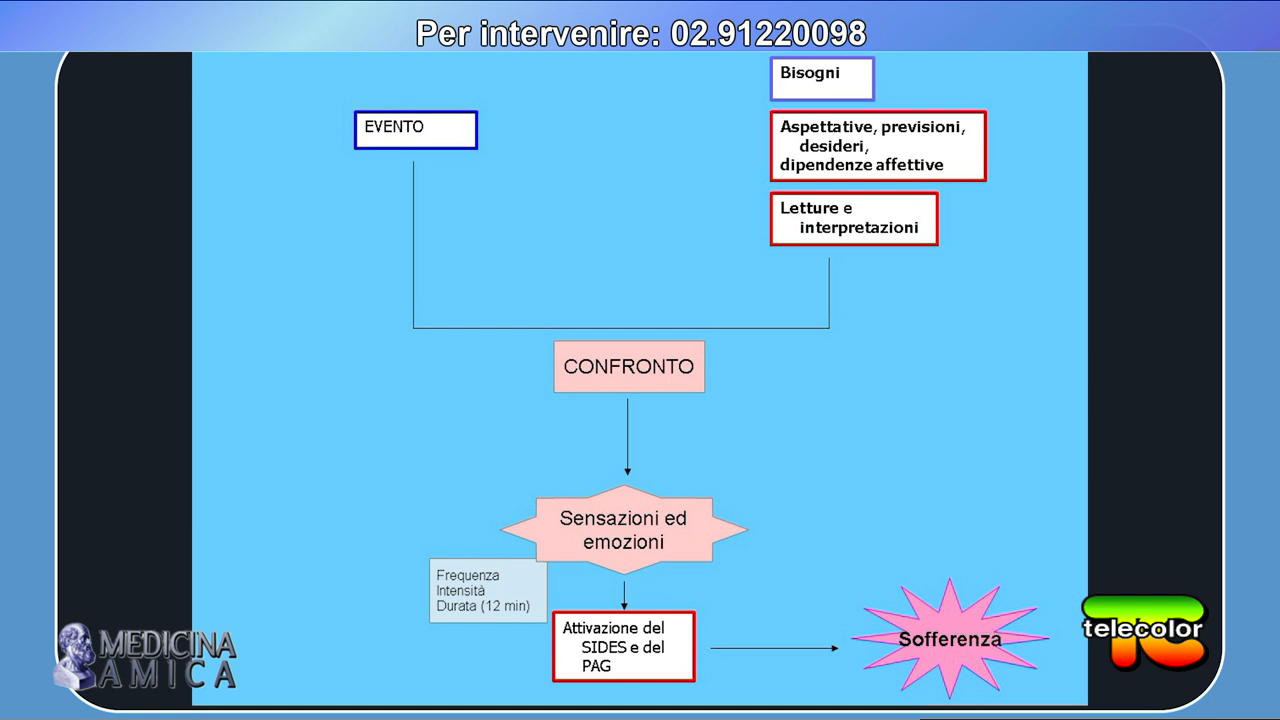 Per intervenire: 02.91220098
Bisogni
EVENTO
Aspettative, previsioni,
desideri,
dipendenze affettive
Letture e
interpretazioni
CONFRONTO
Sensazioni ed
emozioni
Frequenza
Intensità
Durata (12 min)
Attivazione del
SIDES e del
PAG
Sofferenza
MEDICINA
AMICA
telecolor
TC